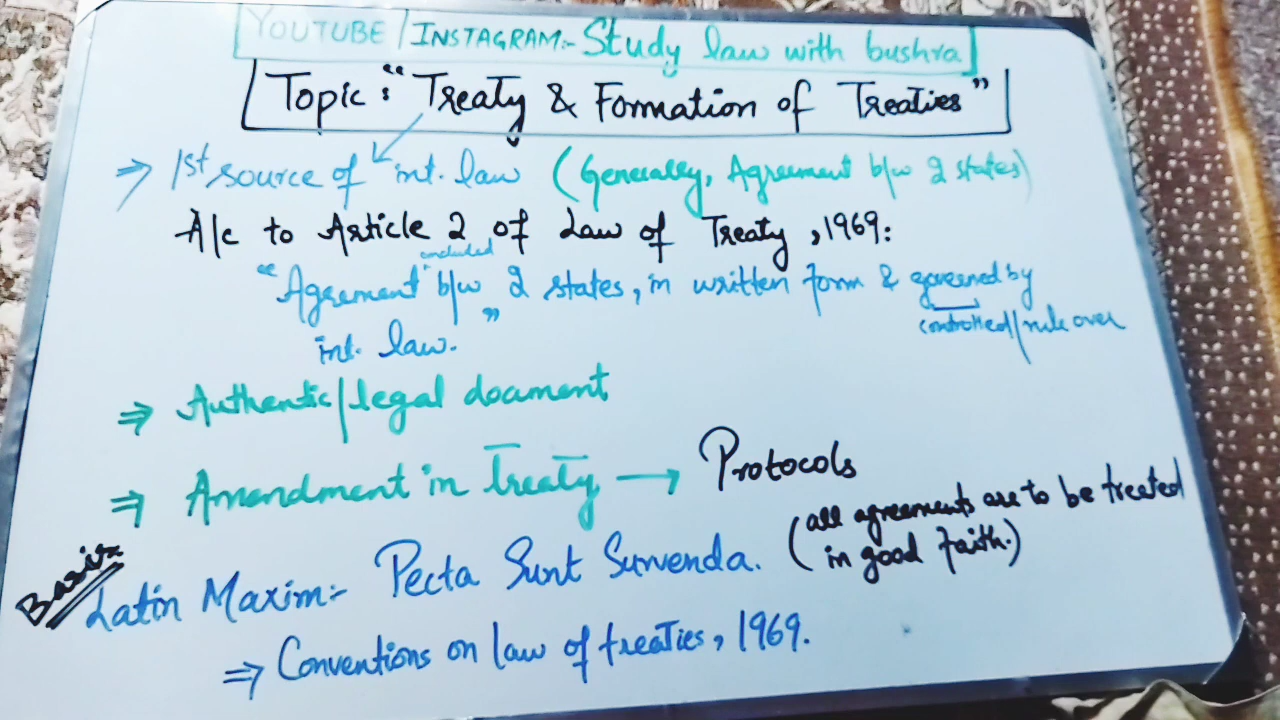 YOUTUBE/INSTAGRAM:- Study law with bushra
Topic: "Treaty & Formation of Treaties"
⇒ 1st source of int. law (Generally, Agreement b/w 2 states)
A/c to Article 2 of Law of Treaty, 1969:
concluded
"Agreement b/w 2 states, in written form & governed by
controlled/rule over
int. law."
⇒ Authentic/legal document
⇒ Amendment in treaty → Protocols
Basis
Latin Maxim:- Pecta Sunt Survenda. (all agreements are to be treated
in good faith.)
⇒ Conventions on law of treaties, 1969.